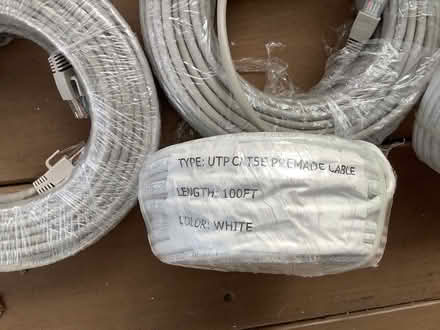 TYPE: UTP CAT5E PREMADE CABLE
LENGTH: 100FT
COLOR: WHITE